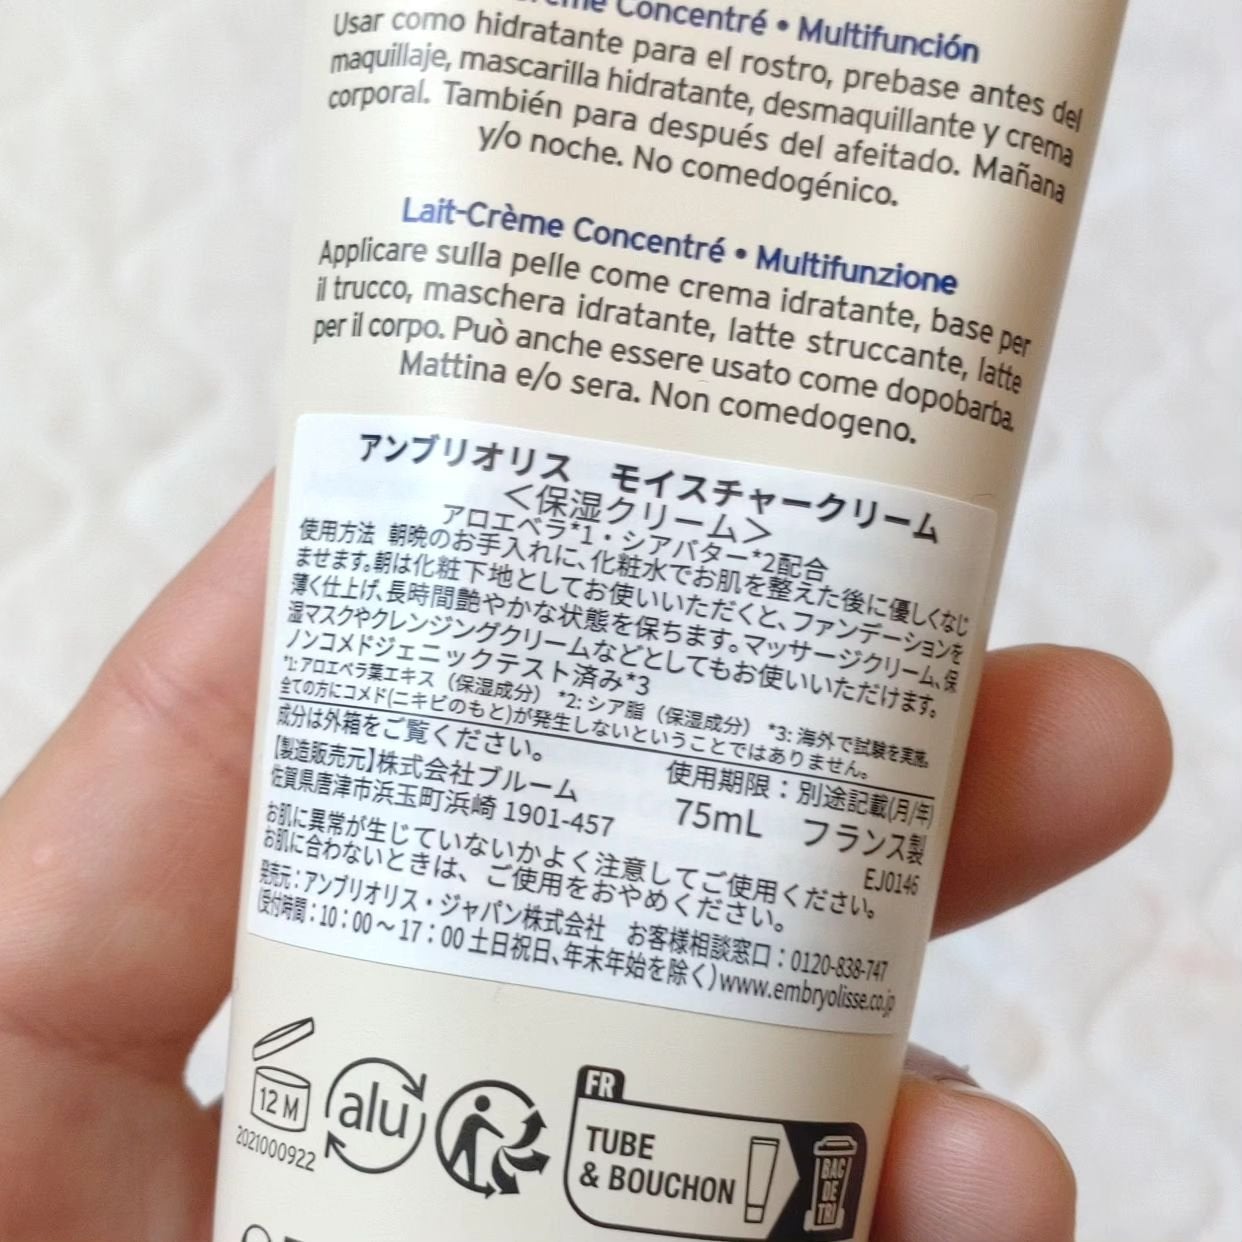 Crème Concentré • Multifunción
Usar como hidratante para el rostro, prebase antes del
maquillaje, mascarilla hidratante, desmaquillante y crema
corporal. También para después del afeitado. Mañana
y/o noche. No comedogénico.
Lait-Crème Concentré • Multifunzione
Applicare sulla pelle come crema idratante, base per
il trucco, maschera idratante, latte struccante, latte
per il corpo. Può anche essere usato come dopobarba.
Mattina e/o sera. Non comedogeno.
アンブリオリス モイスチャークリーム
＜保湿クリーム＞
アロエベラ*1・シアバター*2配合
使用方法 朝晩のお手入れに、化粧水でお肌を整えた後に優しくなじ
ませます。朝は化粧下地としてお使いいただくと、ファンデーションを
薄く仕上げ、長時間艶やかな状態を保ちます。マッサージクリーム、保
湿マスクやクレンジングクリームなどとしてもお使いいただけます。
ノンコメドジェニックテスト済み*3
*1:アロエベラ葉エキス（保湿成分） *2:シア脂（保湿成分） *3:海外で試験を実施。
全ての方にコメド(ニキビのもと)が発生しないということではありません。
成分は外箱をご覧ください。 使用期限：別途記載(月/年)
【製造販売元】株式会社ブルーム 75mL フランス製
佐賀県唐津市浜玉町浜崎 1901-457 EJ0146
お肌に異常が生じていないかよく注意してご使用ください。
お肌に合わないときは、ご使用をおやめください。
発売元：アンブリオリス・ジャパン株式会社 お客様相談窓口：0120-838-747
(受付時間：10：00～17：00 土日祝日、年末年始を除く)www.embryolisse.co.jp
12 M
2021000922
alu
FR
TUBE
& BOUCHON
BAC
DE
TRI